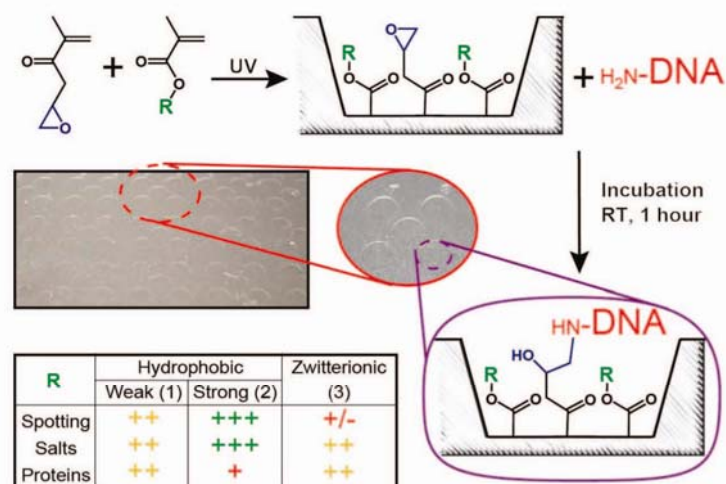 O
O
R
O
+
UV
O
R
O
O
O
R
O
O
+ H₂N-DNA
Incubation
RT, 1 hour
HN-DNA
HO
R
O
O
O
R
O
O
R
Hydrophobic
Zwitterionic
Weak (1)
Strong (2)
(3)
Spotting
++
+++
+/-
Salts
++
+++
++
Proteins
++
+
++